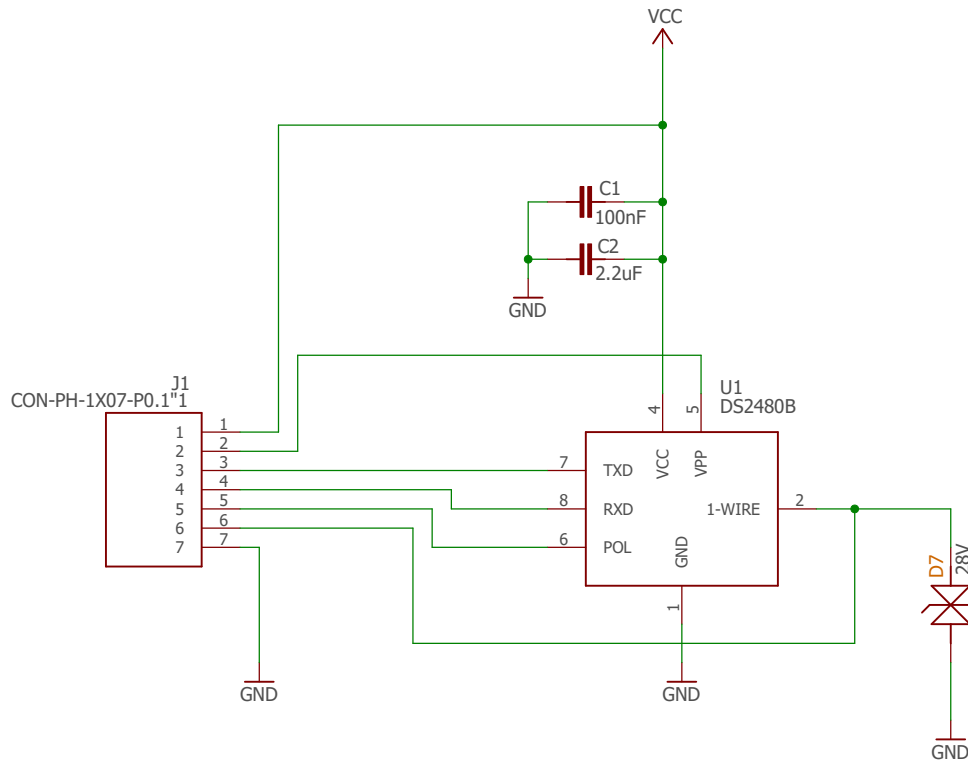 VCC
C1
100nF
C2
2.2uF
GND
J1
CON-PH-1X07-P0.1"1
1 1
2 2
3 3
4 4
5 5
6 6
7 7
GND
U1
DS2480B
4 5
VCC VPP
7 TXD
8 RXD
6 POL
1-WIRE 2
GND
1
GND
D7
28V
GND